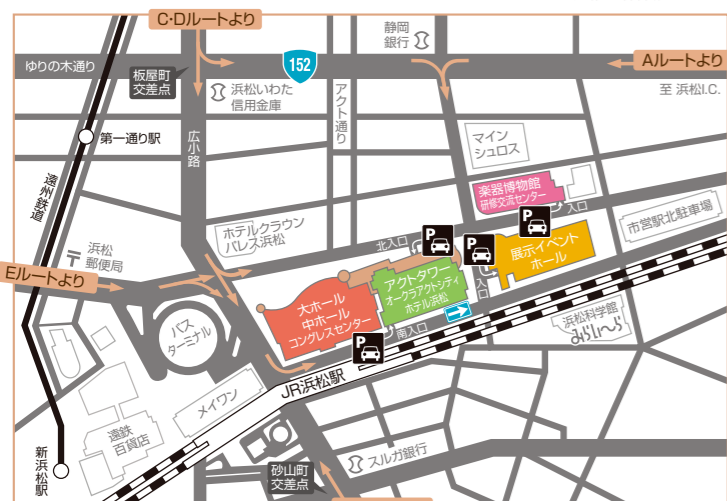 C・Dルートより
静岡
銀行
ゆりの木通り
板屋町
交差点
152
Aルートより
浜松いわた
信用金庫
アクト通り
至 浜松I.C.
第一通り駅
広小路
マイン
シュロス
遠州鉄道
楽器博物館
研修交流センター
入口
市営駅北駐車場
ホテルクラウン
パレス浜松
北入口
P
P
P
浜松
郵便局
展示イベント
ホール
Eルートより
アクトタワー
オークラアクトシティ
ホテル浜松
入口
大ホール
中ホール
コングレスセンター
バス
ターミナル
南入口
浜松科学館
みらいーら
P
JR浜松駅
メイワン
遠鉄
百貨店
新浜松駅
スルガ銀行
砂山町
交差点